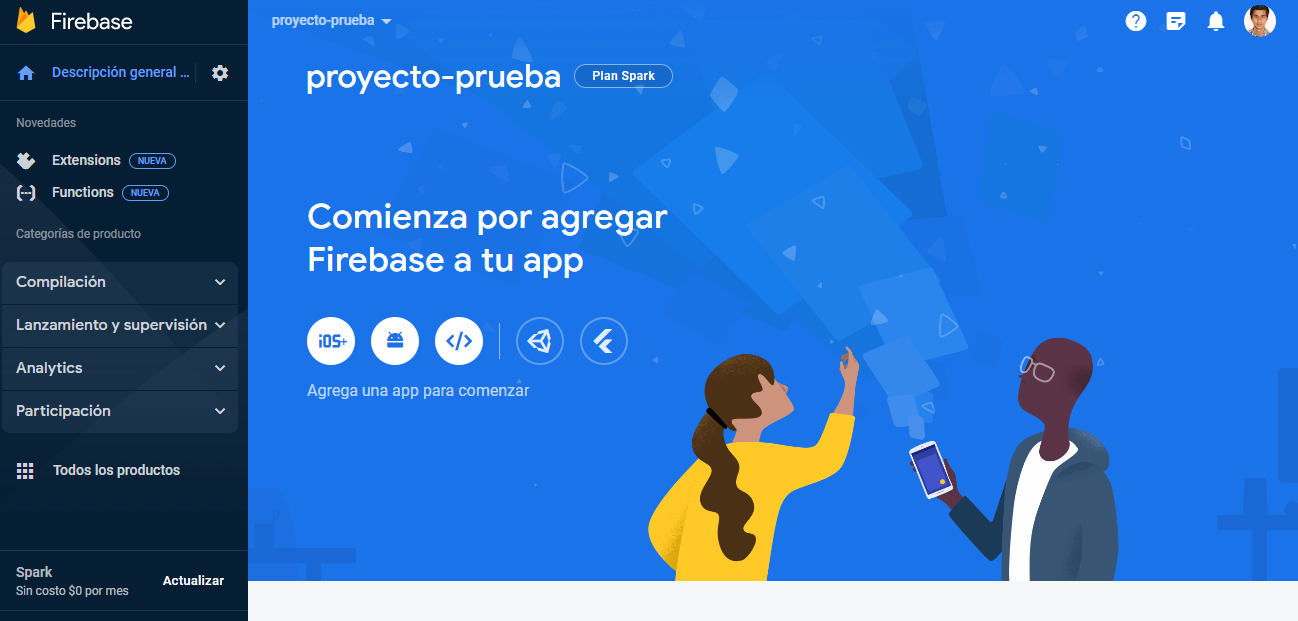 Firebase
proyecto-prueba
Descripción general ...
proyecto-prueba
Plan Spark
Novedades
Extensions NUEVA
Functions NUEVA
Categorías de producto
Compilación
Lanzamiento y supervisión
Analytics
Participación
Todos los productos
Comienza por agregar
Firebase a tu app
iOS+
Agrega una app para comenzar
Spark
Sin costo $0 por mes
Actualizar